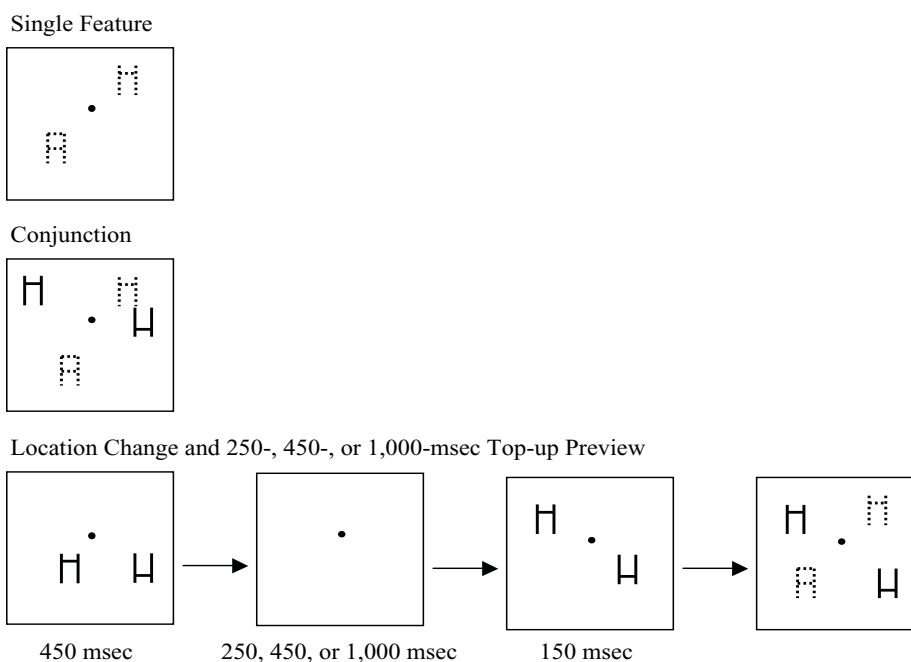 Single Feature
Conjunction
Location Change and 250-, 450-, or 1,000-msec Top-up Preview
450 msec
250, 450, or 1,000 msec
150 msec